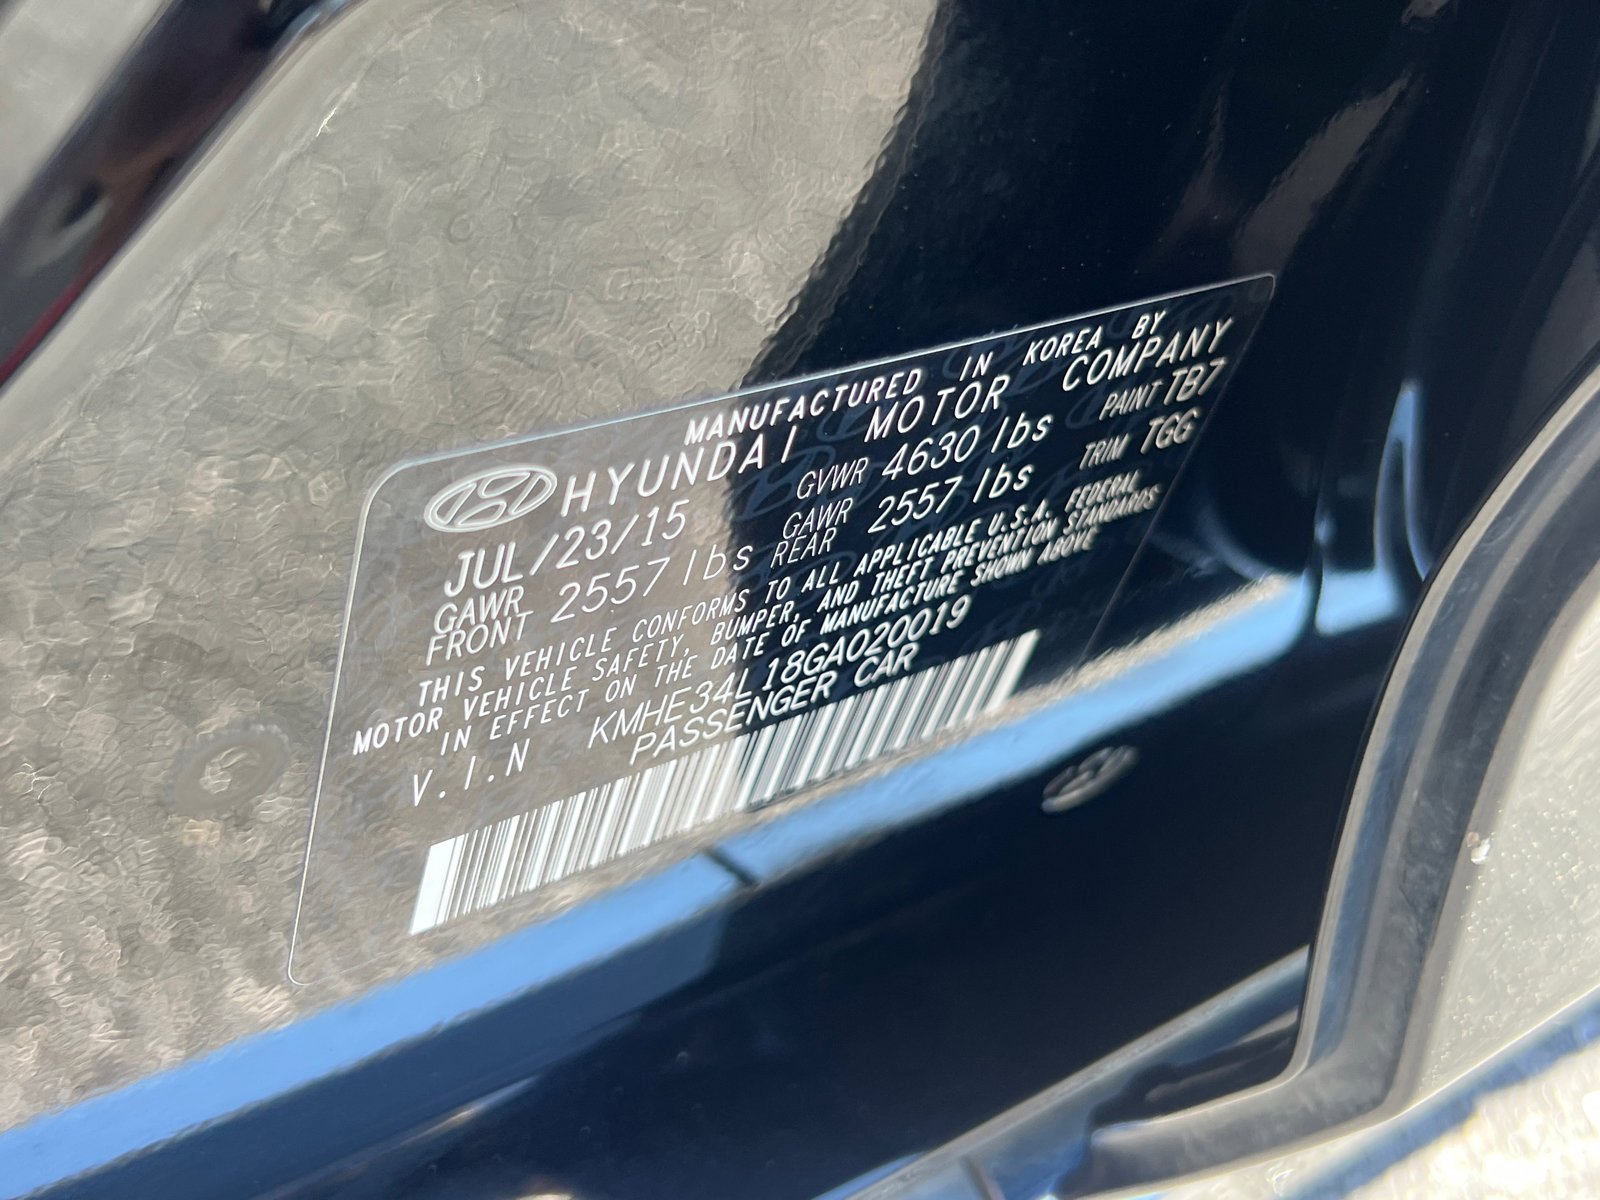 MANUFACTURED IN KOREA BY
HYUNDAI MOTOR COMPANY
JUL/23/15 GVWR 4630 lbs PAINT TB7
GAWR FRONT 2557 lbs GAWR REAR 2557 lbs TRIM TGG
THIS VEHICLE CONFORMS TO ALL APPLICABLE U.S.A. FEDERAL
MOTOR VEHICLE SAFETY, BUMPER, AND THEFT PREVENTION STANDARDS
IN EFFECT ON THE DATE OF MANUFACTURE SHOWN ABOVE
V.I.N KMHE34L18GA020019
PASSENGER CAR